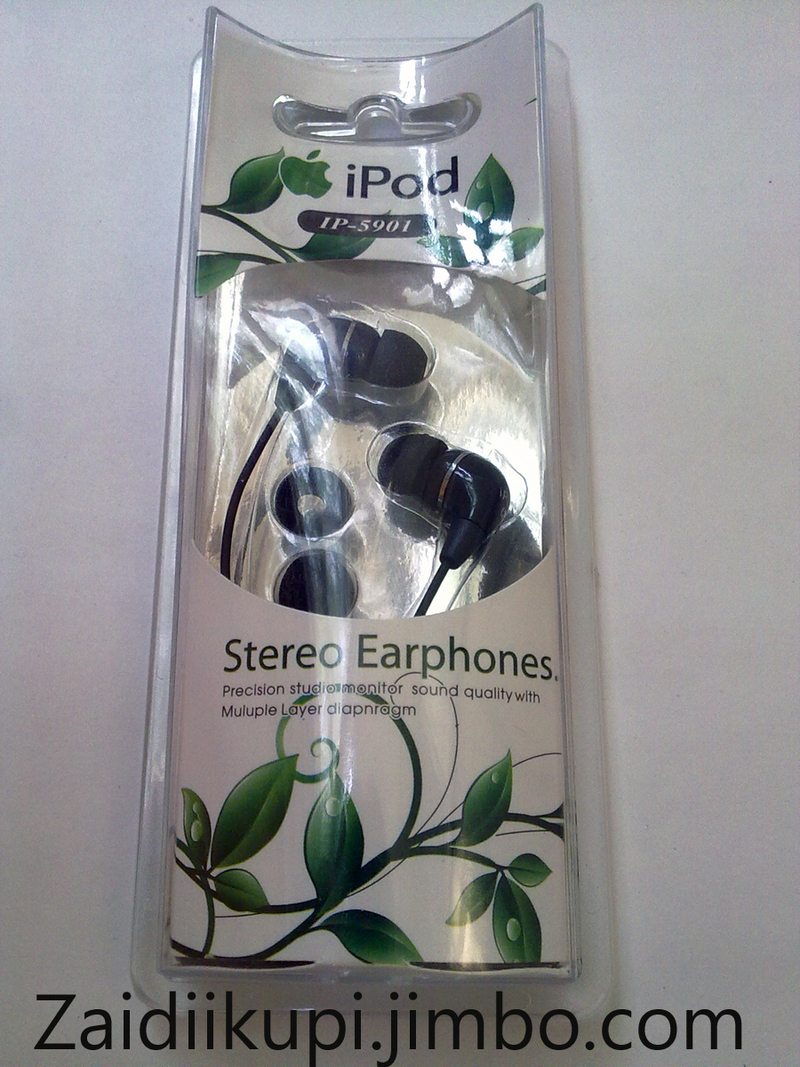 iPod
IP-5901
Stereo Earphones.
Precision studio monitor sound quality with
Muluple Layer diapnragm
Zaidiikupi.jimbo.com